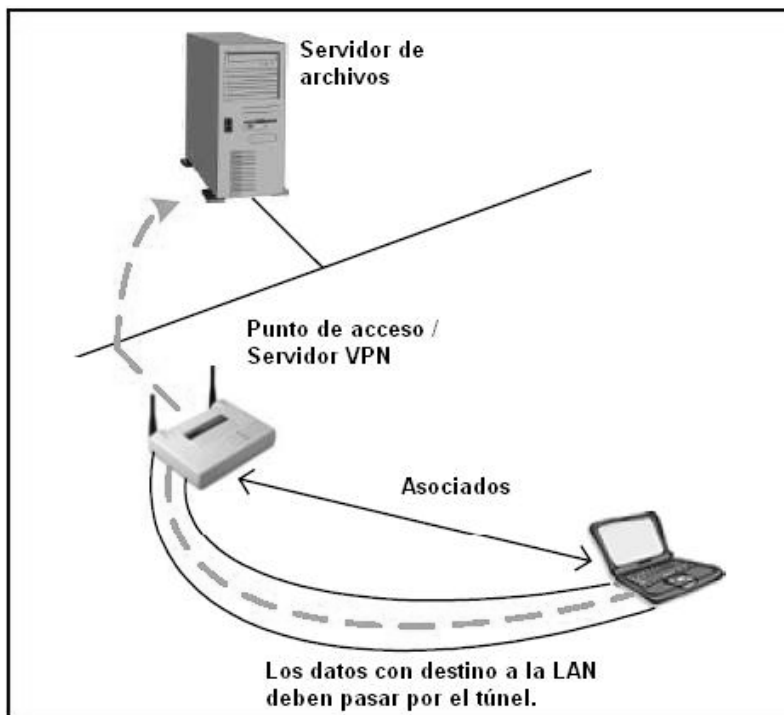 Servidor de
archivos
Punto de acceso /
Servidor VPN
Asociados
Los datos con destino a la LAN
deben pasar por el túnel.